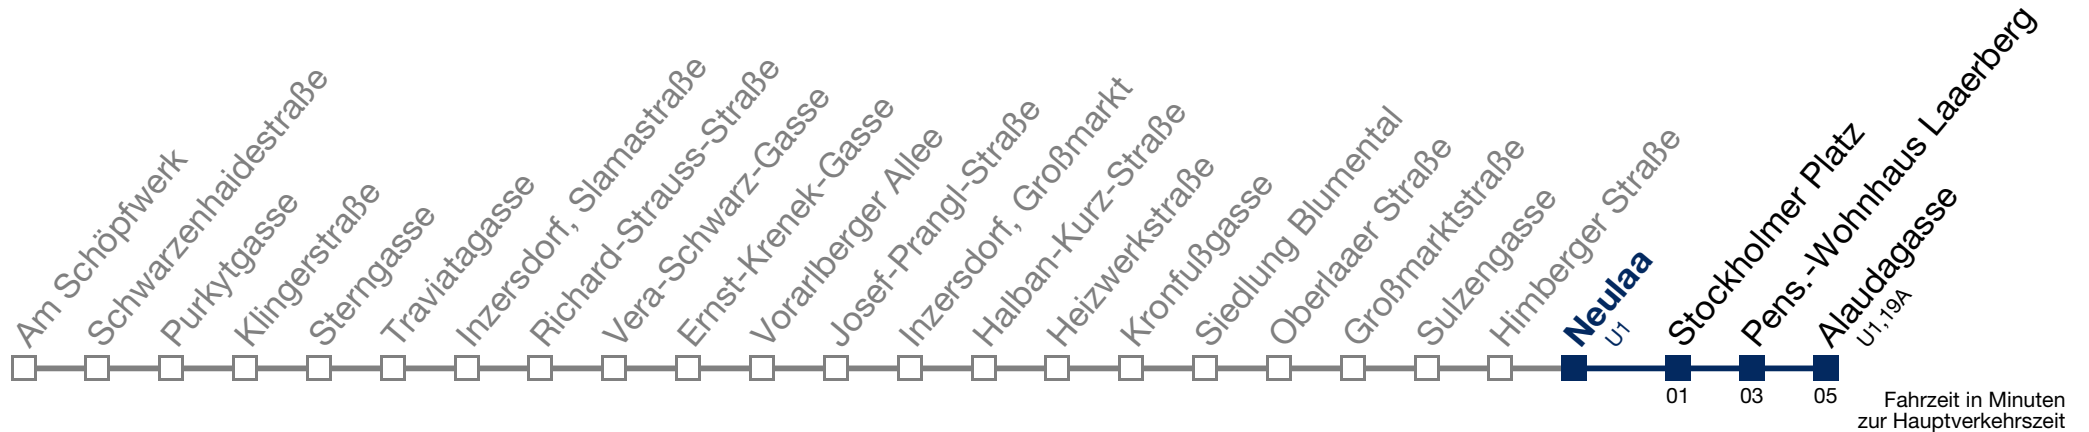 Am Schöpfwerk
Schwarzenhaidestraße
Purkytgasse
Klingerstraße
Sterngasse
Traviatagasse
Inzersdorf, Slamastraße
Richard-Strauss-Straße
Vera-Schwarz-Gasse
Ernst-Krenek-Gasse
Vorarlberger Allee
Josef-Prangl-Straße
Inzersdorf, Großmarkt
Halban-Kurz-Straße
Heizwerkstraße
Kronfußgasse
Siedlung Blumental
Oberlaaer Straße
Großmarktstraße
Sulzengasse
Himberger Straße
Neulaa
U1
Stockholmer Platz
Pens.-Wohnhaus Laaerberg
Alaudagasse
U1,19A
01
03
05
Fahrzeit in Minuten
zur Hauptverkehrszeit